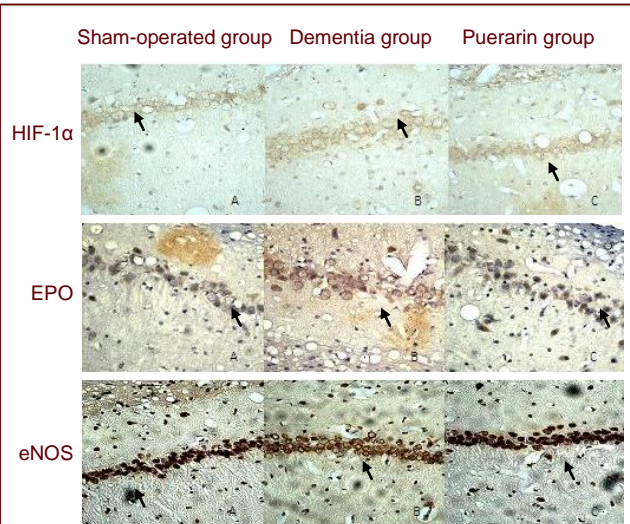 Sham-operated group Dementia group Puerarin group
HIF-1α
A B C
EPO
A B C
eNOS
A B C